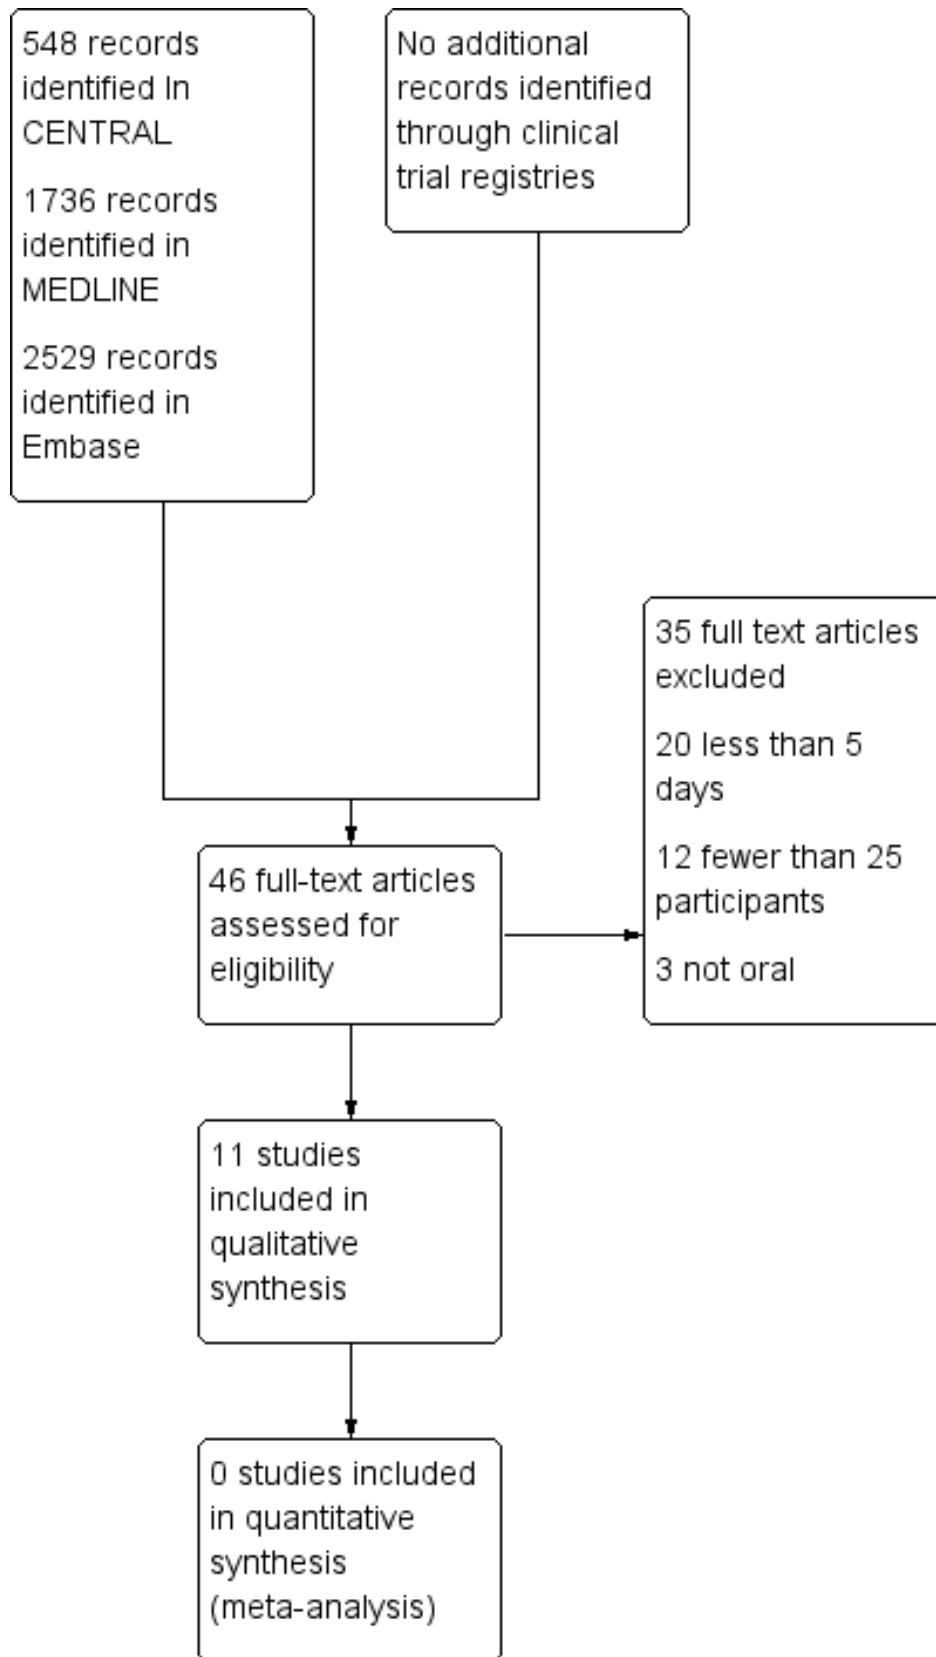 548 records
identified In
CENTRAL
1736 records
identified in
MEDLINE
2529 records
identified in
Embase
No additional
records identified
through clinical
trial registries
35 full text articles
excluded
20 less than 5
days
12 fewer than 25
participants
3 not oral
46 full-text articles
assessed for
eligibility
11 studies
included in
qualitative
synthesis
0 studies included
in quantitative
synthesis
(meta-analysis)